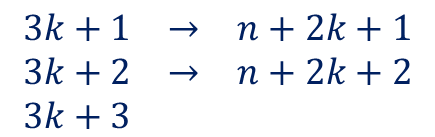 3k + 1 → n + 2k + 1
3k + 2 → n + 2k + 2
3k + 3